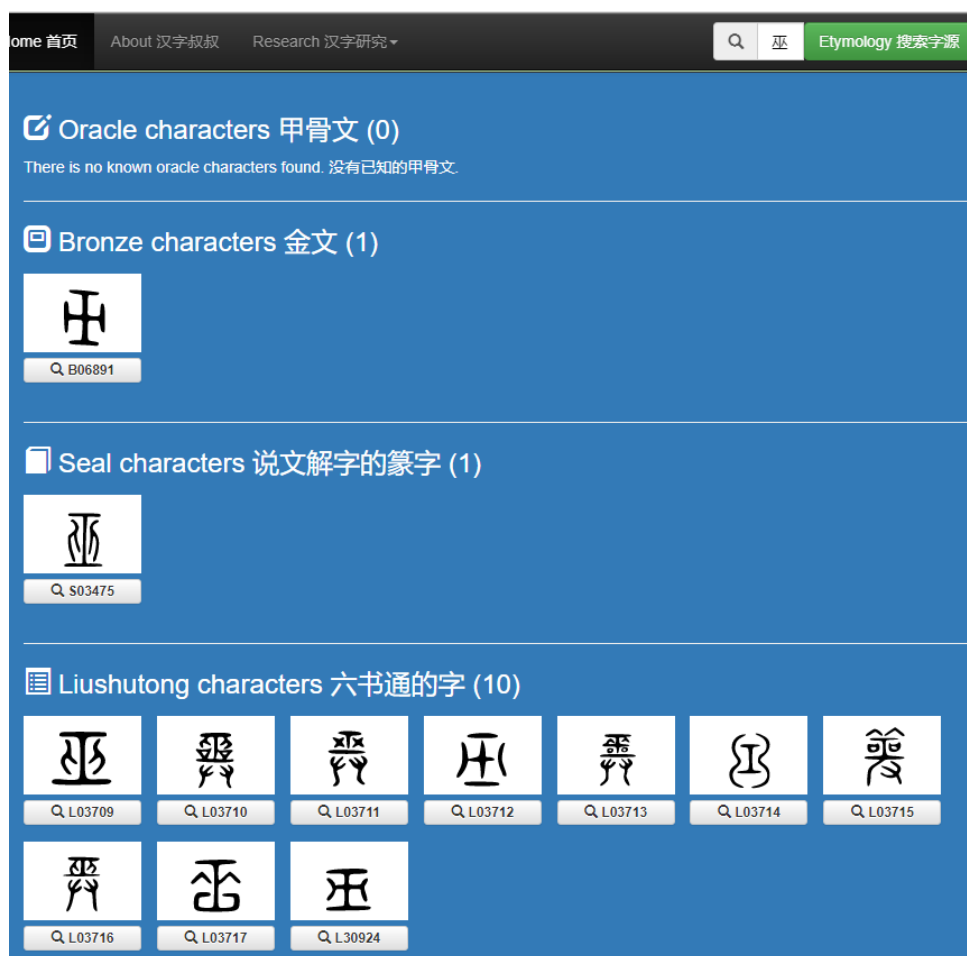 ome 首页 About 汉字叔叔 Research 汉字研究 巫 Etymology 搜索字源
Oracle characters 甲骨文 (0)
There is no known oracle characters found. 没有已知的甲骨文.
Bronze characters 金文 (1)
B06891
Seal characters 说文解字的篆字 (1)
S03475
Liushutong characters 六书通的字 (10)
L03709 L03710 L03711 L03712 L03713 L03714 L03715
L03716 L03717 L30924